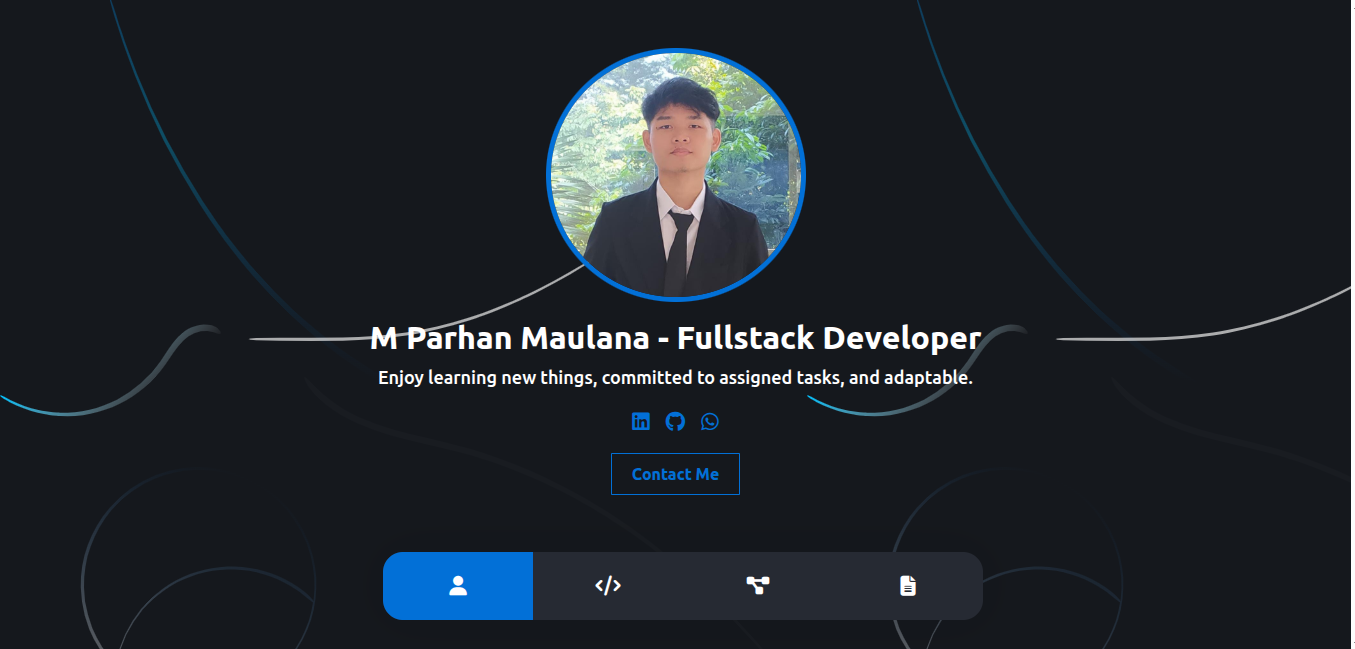 M Parhan Maulana - Fullstack Developer
Enjoy learning new things, committed to assigned tasks, and adaptable.
Contact Me